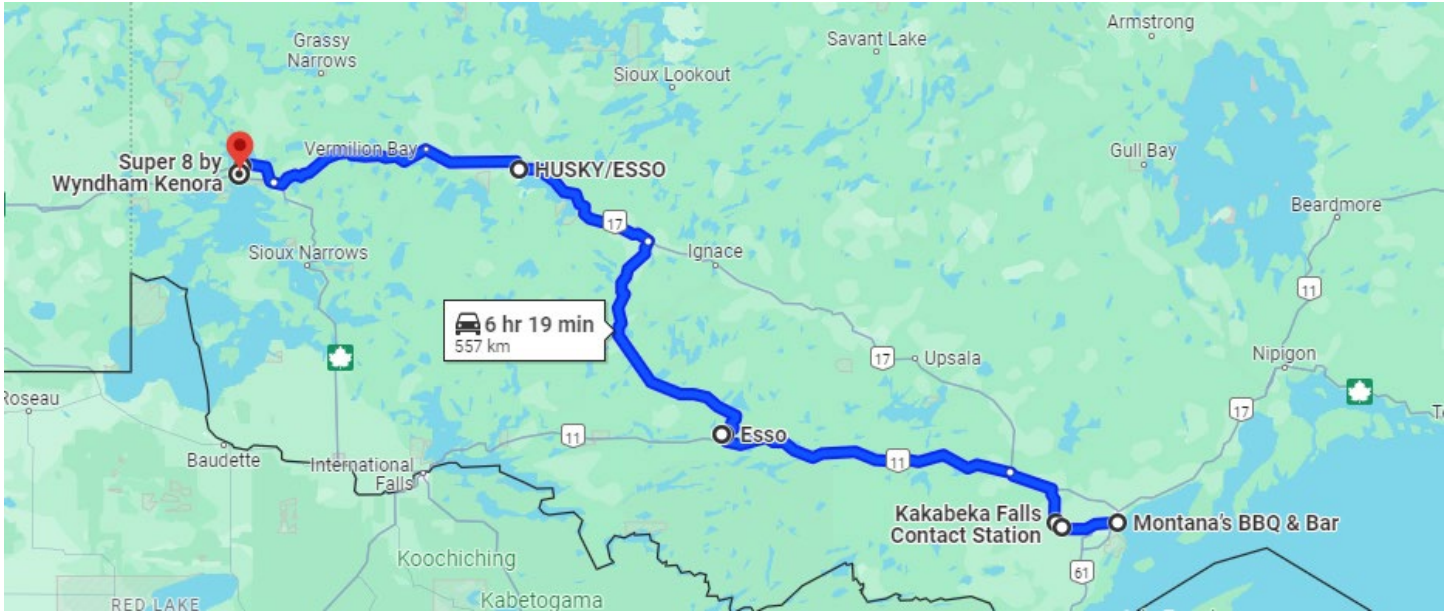 Armstrong
Grassy
Narrows
Savant Lake
Sioux Lookout
Super 8 by
Wyndham Kenora
Vermilion Bay
HUSKY/ESSO
Gull Bay
Beardmore
17
Sioux Narrows
Ignace
11
6 hr 19 min
557 km
17
Upsala
Nipigon
Roseau
17
Baudette
11
Esso
International
Falls
11
Kakabeka Falls
Contact Station
Montana's BBQ & Bar
Koochiching
61
RED LAKE
Kabetogama